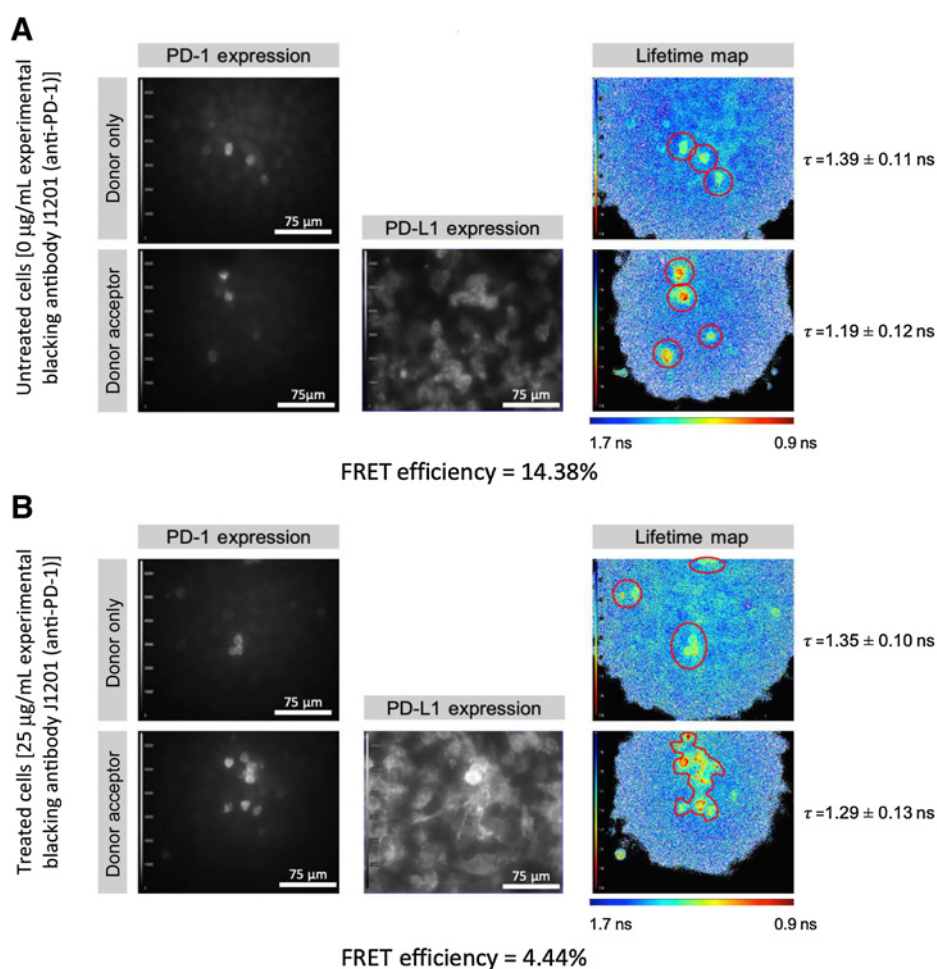 A
PD-1 expression
Lifetime map
Untreated cells [0 µg/mL experimental
blacking antibody J1201 (anti-PD-1)]
Donor only
75 µm
τ =1.39 ± 0.11 ns
PD-L1 expression
Donor acceptor
75µm
75 µm
τ =1.19 ± 0.12 ns
1.7 ns
0.9 ns
FRET efficiency = 14.38%
B
PD-1 expression
Lifetime map
Treated cells [25 µg/mL experimental
blacking antibody J1201 (anti-PD-1)]
Donor only
75 µm
τ =1.35 ± 0.10 ns
PD-L1 expression
Donor acceptor
75 µm
75 µm
τ =1.29 ± 0.13 ns
1.7 ns
0.9 ns
FRET efficiency = 4.44%